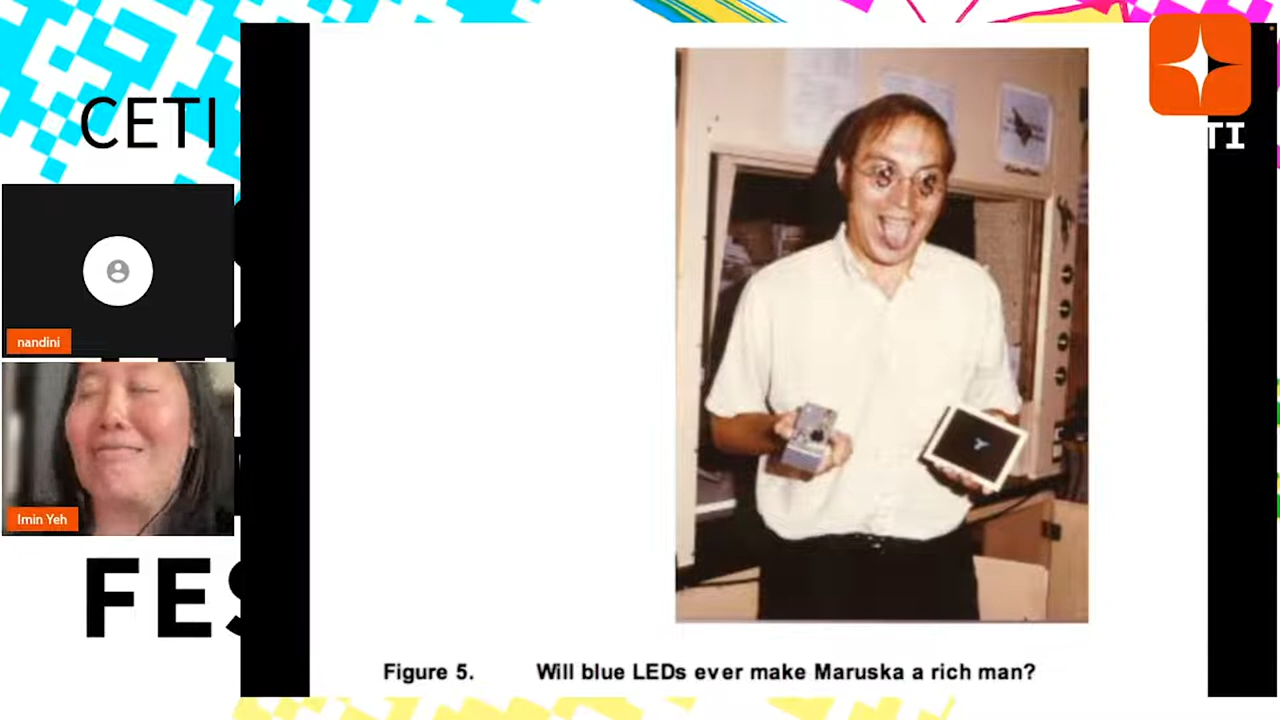 CETI
TI
nandini
Imin Yeh
FES
Figure 5. Will blue LEDs ever make Maruska a rich man?